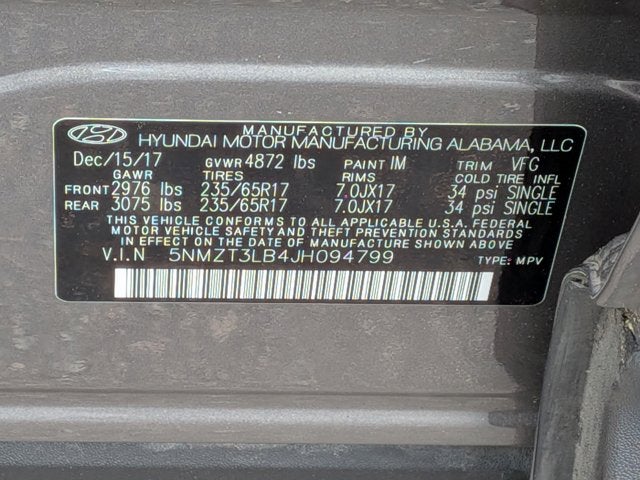 MANUFACTURED BY
HYUNDAI MOTOR MANUFACTURING ALABAMA, LLC
Dec/15/17 GVWR 4872 lbs PAINT IM TRIM VFG
GAWR TIRES RIMS COLD TIRE INFL
FRONT 2976 lbs 235/65R17 7.0JX17 34 psi SINGLE
REAR 3075 lbs 235/65R17 7.0JX17 34 psi SINGLE
THIS VEHICLE CONFORMS TO ALL APPLICABLE U.S.A. FEDERAL
MOTOR VEHICLE SAFETY AND THEFT PREVENTION STANDARDS
IN EFFECT ON THE DATE OF MANUFACTURE SHOWN ABOVE.
V.I.N 5NMZT3LB4JH094799 TYPE: MPV